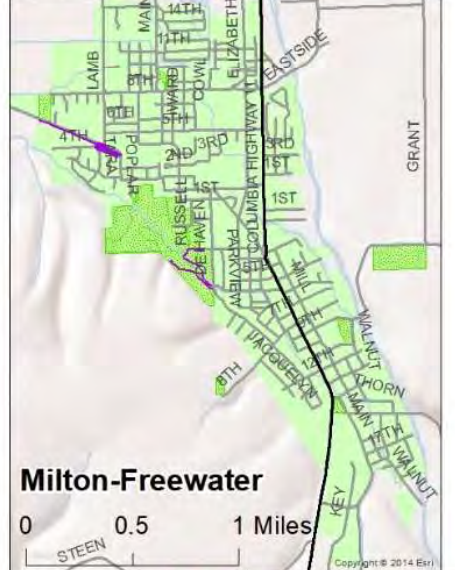 14TH
MAIN
ELIZABETH
11TH
EASTSIDE
LAMB
8TH
COWL
6TH
5TH
4TH
3RD
3RD
2ND
1ST
POPLAR
GRANT
COLUMBIA HIGHWAY 11
1ST
1ST
RUSSELL
DEHAVEN
PARKVIEW
5TH
MILL
7TH
9TH
WALNUT
JACQUELYN
12TH
8TH
THORN
MAIN
17TH
WALNUT
Milton-Freewater
KEY
0 0.5 1 Miles
STEEN
Copyright © 2014 Esri